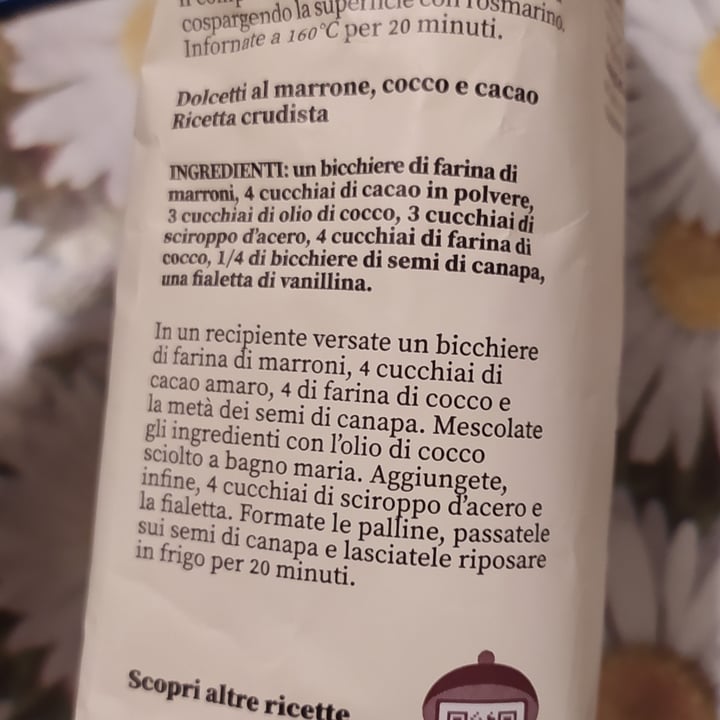 cospargendo la superficie con rosmarino.
Infornate a 160°C per 20 minuti.
Dolcetti al marrone, cocco e cacao
Ricetta crudista
INGREDIENTI: un bicchiere di farina di
marroni, 4 cucchiai di cacao in polvere,
3 cucchiai di olio di cocco, 3 cucchiai di
sciroppo d'acero, 4 cucchiai di farina di
cocco, 1/4 di bicchiere di semi di canapa,
una fialetta di vanillina.
In un recipiente versate un bicchiere
di farina di marroni, 4 cucchiai di
cacao amaro, 4 di farina di cocco e
la metà dei semi di canapa. Mescolate
gli ingredienti con l'olio di cocco
sciolto a bagno maria. Aggiungete,
infine, 4 cucchiai di sciroppo d'acero e
la fialetta. Formate le palline, passatele
sui semi di canapa e lasciatele riposare
in frigo per 20 minuti.
Scopri altre ricette